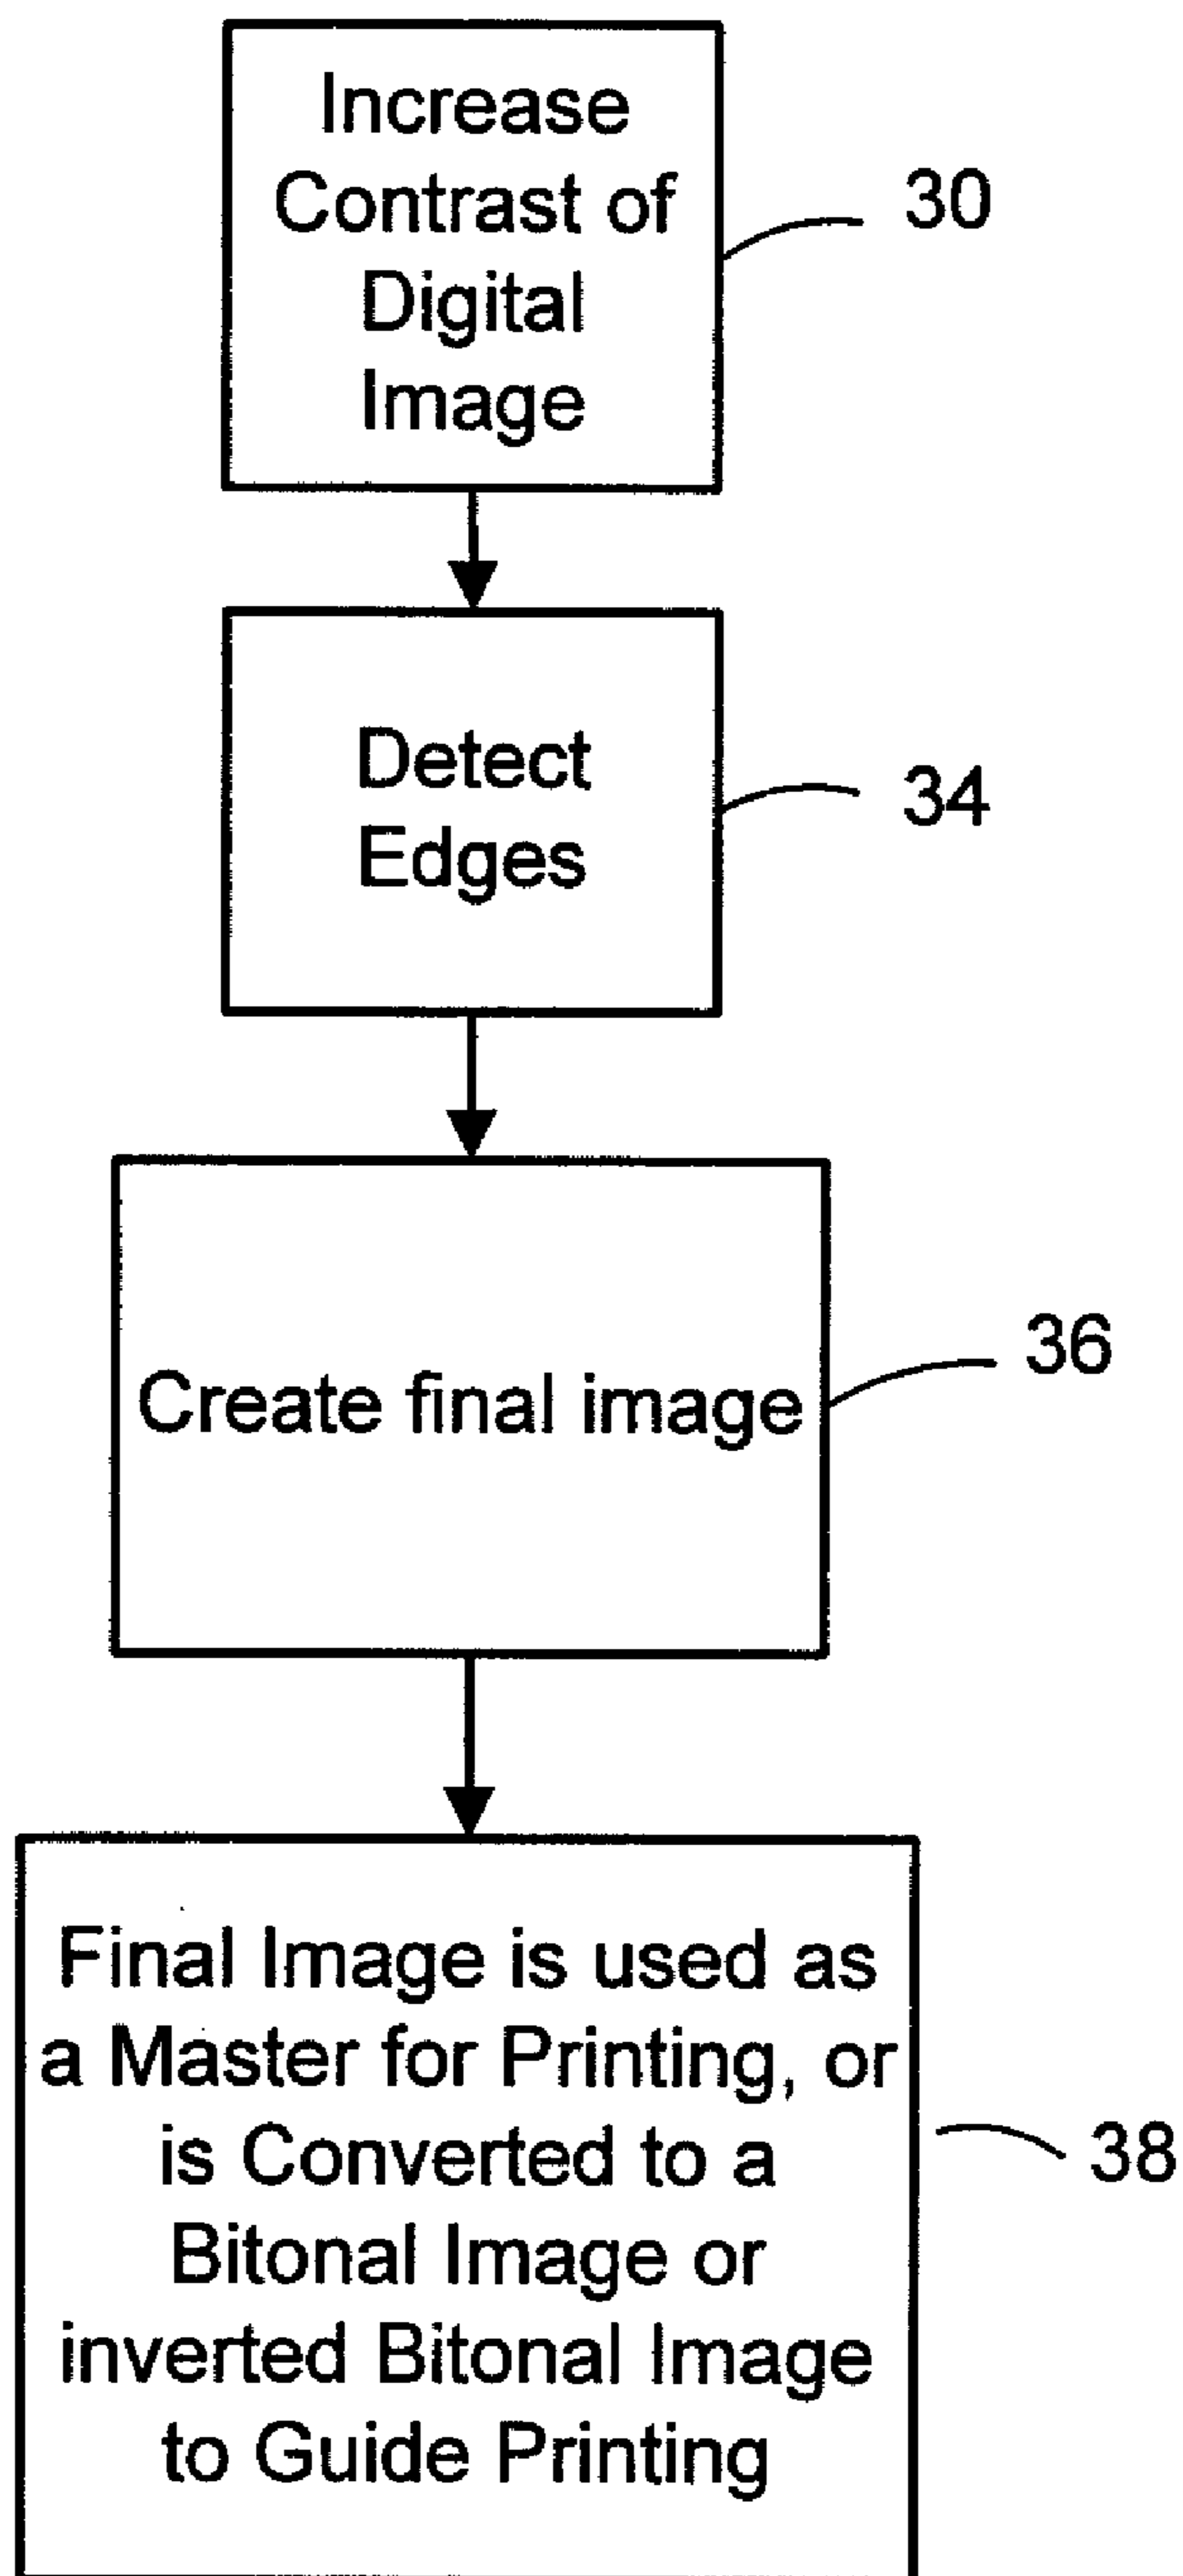 Increase
Contrast of
Digital
Image
30
Detect
Edges
34
Create final image
36
Final Image is used as
a Master for Printing, or
is Converted to a
Bitonal Image or
inverted Bitonal Image
to Guide Printing
38